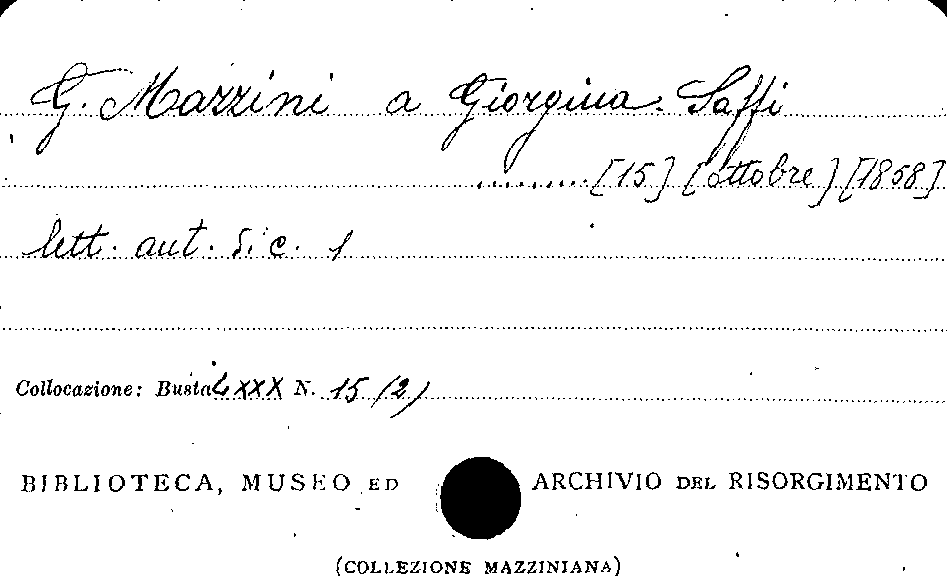 G. Mazzini a Giorgina Saffi
.......... [15] [ottobre] [1858]
lett. aut. s. i c. 1
Collocazione: Busta LXXX N. 15 (2)
BIBLIOTECA, MUSEO ED ARCHIVIO DEL RISORGIMENTO
(COLLEZIONE MAZZINIANA)